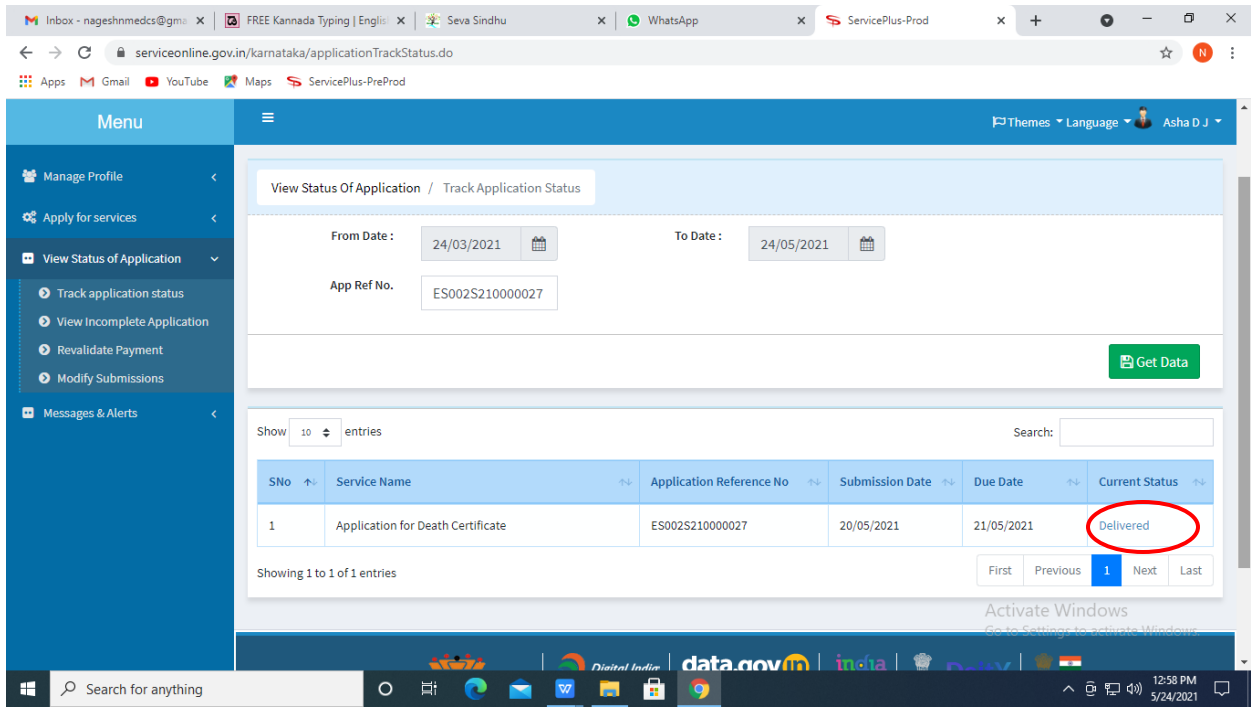 Inbox - nageshnmedcs@gma
FREE Kannada Typing | Englis
Seva Sindhu
WhatsApp
ServicePlus-Prod
serviceonline.gov.in/karnataka/applicationTrackStatus.do
N
Apps Gmail YouTube Maps ServicePlus-PreProd
Menu
Themes Language Asha D J
Manage Profile
Apply for services
View Status of Application
Track application status
View Incomplete Application
Revalidate Payment
Modify Submissions
Messages & Alerts
View Status Of Application / Track Application Status
From Date : 24/03/2021 To Date : 24/05/2021
App Ref No. ES002S210000027
Get Data
Show 10 entries Search:
SNo Service Name Application Reference No Submission Date Due Date Current Status
1 Application for Death Certificate ES002S210000027 20/05/2021 21/05/2021 Delivered
Showing 1 to 1 of 1 entries First Previous 1 Next Last
Activate Windows
Go to Settings to activate Windows.
Digital India data.gov in india
Search for anything
W
12:58 PM
5/24/2021